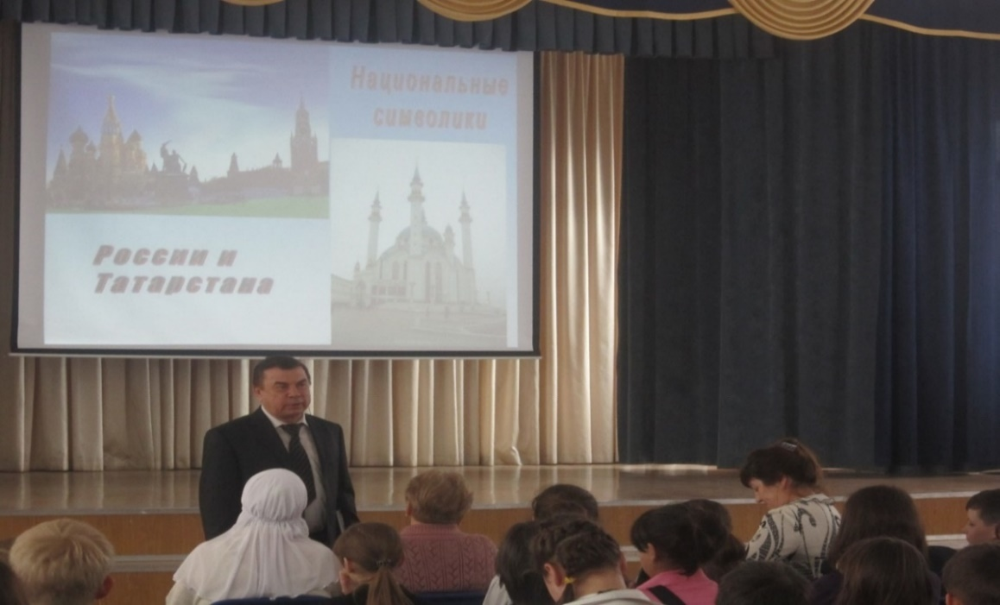 Национальные
символики
России и
Татарстана